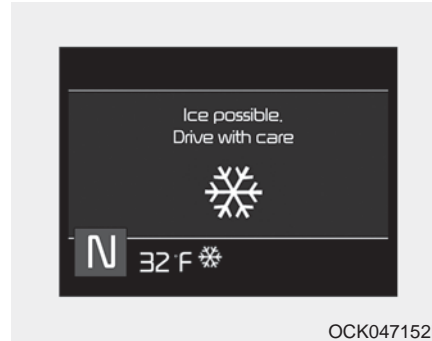 Ice possible,
Drive with care
N
32°F
OCK047152